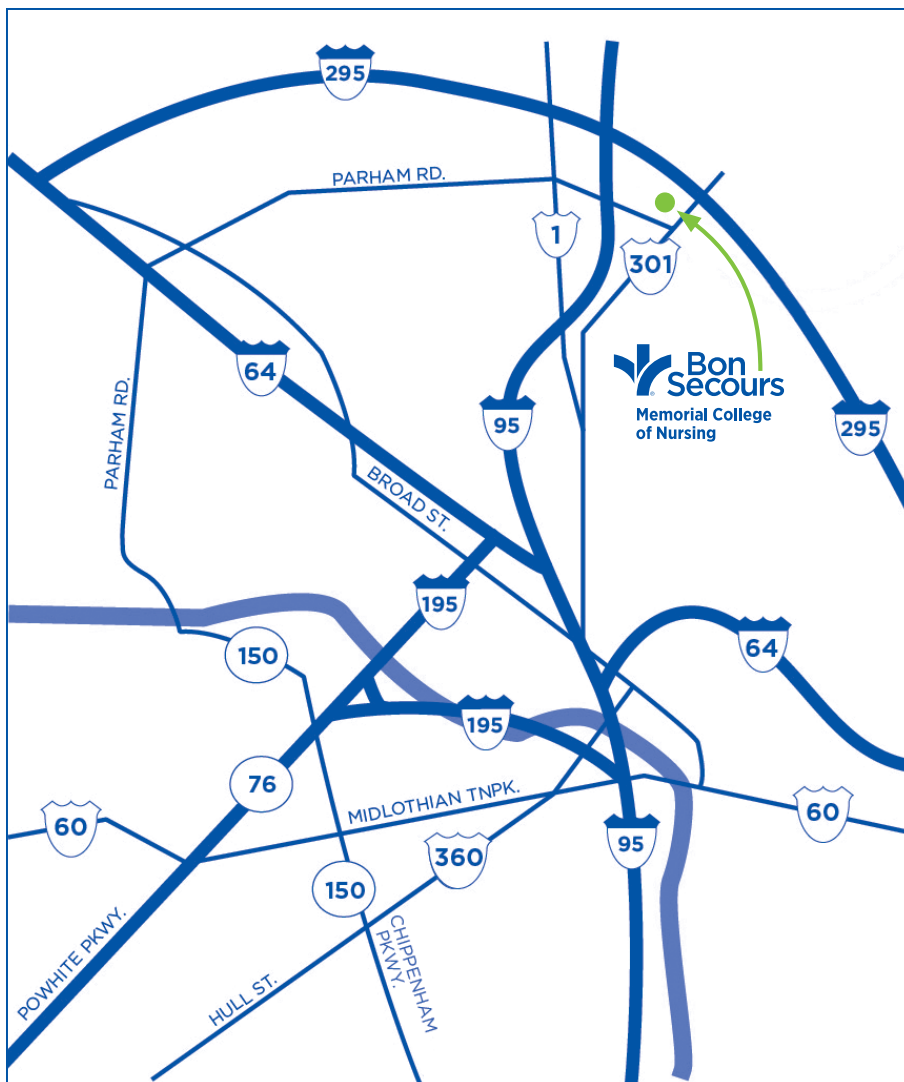 295
PARHAM RD.
1
301
64
Bon
Secours
®
Memorial College
of Nursing
95
295
PARHAM RD.
BROAD ST.
195
150
64
195
76
MIDLOTHIAN TNPK.
60
60
360
95
150
CHIPPENHAM
PKWY.
POWHITE PKWY.
HULL ST.